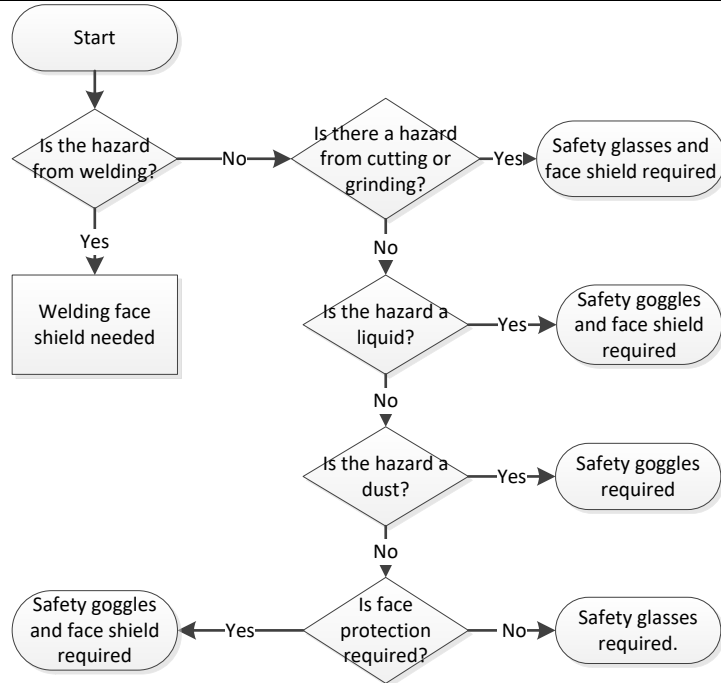 Start
Is the hazard
from welding?
No
Is there a hazard
from cutting or
grinding?
Yes
Safety glasses and
face shield required
Yes
No
Welding face
shield needed
Is the hazard a
liquid?
Yes
Safety goggles
and face shield
required
No
Is the hazard a
dust?
Yes
Safety goggles
required
No
Safety goggles
and face shield
required
Yes
Is face
protection
required?
No
Safety glasses
required.